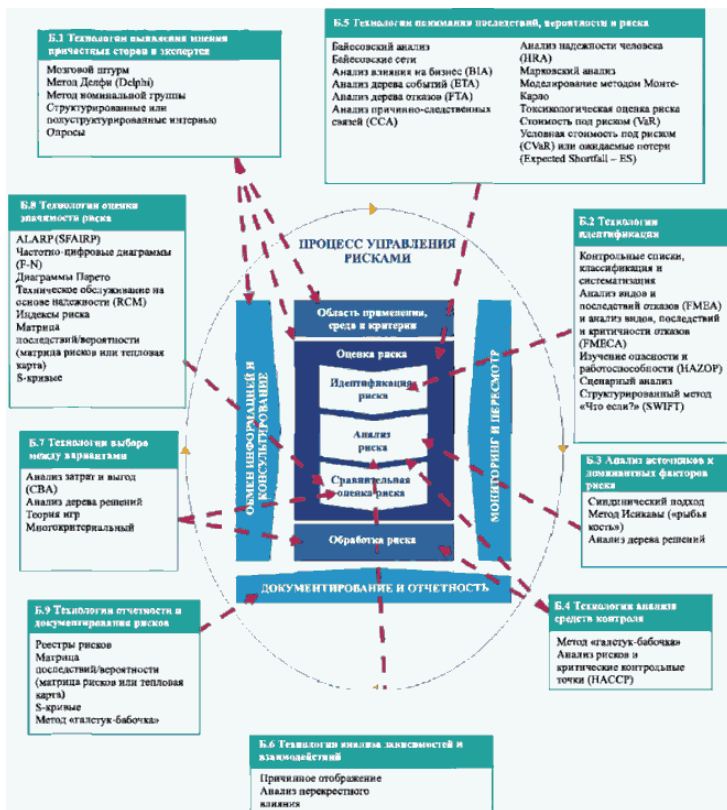 Б.1 Технологии выявления мнения
причастных сторон и экспертов
Мозговой штурм
Метод Делфи (Delphi)
Метод номинальной группы
Структурированные или
полуструктурированные интервью
Опросы
Б.5 Технологии понимания последствий, вероятности и риска
Байесовский анализ
Байесовские сети
Анализ влияния на бизнес (BIA)
Анализ дерева событий (ETA)
Анализ дерева отказов (FTA)
Анализ причинно-следственных
связей (CCA)
Анализ надежности человека
(HRA)
Марковский анализ
Моделирование методом Монте-
Карло
Токсикологическая оценка риска
Стоимость под риском (VaR)
Условная стоимость под риском
(CVaR) или ожидаемые потери
(Expected Shortfall – ES)
Б.8 Технологии оценки
значимости риска
ALARP (SFAIRP)
Частотно-цифровые диаграммы
(F-N)
Диаграммы Парето
Техническое обслуживание на
основе надежности (RCM)
Индексы риска
Матрица
последствий/вероятности
(матрица рисков или тепловая
карта)
S-кривые
Б.2 Технологии
идентификации
Контрольные списки,
классификация и
систематизация
Анализ видов и
последствий отказов (FMEA)
и анализ видов, последствий
и критичности отказов
(FMECA)
Изучение опасности и
работоспособности (HAZOP)
Сценарный анализ
Структурированный метод
«Что если?» (SWIFT)
ПРОЦЕСС УПРАВЛЕНИЯ
РИСКАМИ
Область применения,
среда и критерии
Оценка риска
Идентификация
риска
Анализ
риска
Сравнительная
оценка риска
Обработка риска
ОБМЕН ИНФОРМАЦИЕЙ И
КОНСУЛЬТИРОВАНИЕ
МОНИТОРИНГ И ПЕРЕСМОТР
ДОКУМЕНТИРОВАНИЕ И ОТЧЕТНОСТЬ
Б.7 Технологии выбора
между вариантами
Анализ затрат и выгод
(CBA)
Анализ дерева решений
Теория игр
Многокритериальный
Б.3 Анализ источников и
доминантных факторов
риска
Синдинический подход
Метод Исикавы («рыбья
кость»)
Анализ дерева решений
Б.9 Технологии отчетности и
документирования рисков
Реестры рисков
Матрица
последствий/вероятности
(матрица рисков или тепловая
карта)
S-кривые
Метод «галстук-бабочка»
Б.4 Технологии анализа
средств контроля
Метод «галстук-бабочка»
Анализ рисков и
критические контрольные
точки (HACCP)
Б.6 Технологии анализа зависимостей и
взаимодействий
Причинное отображение
Анализ перекрестного
влияния